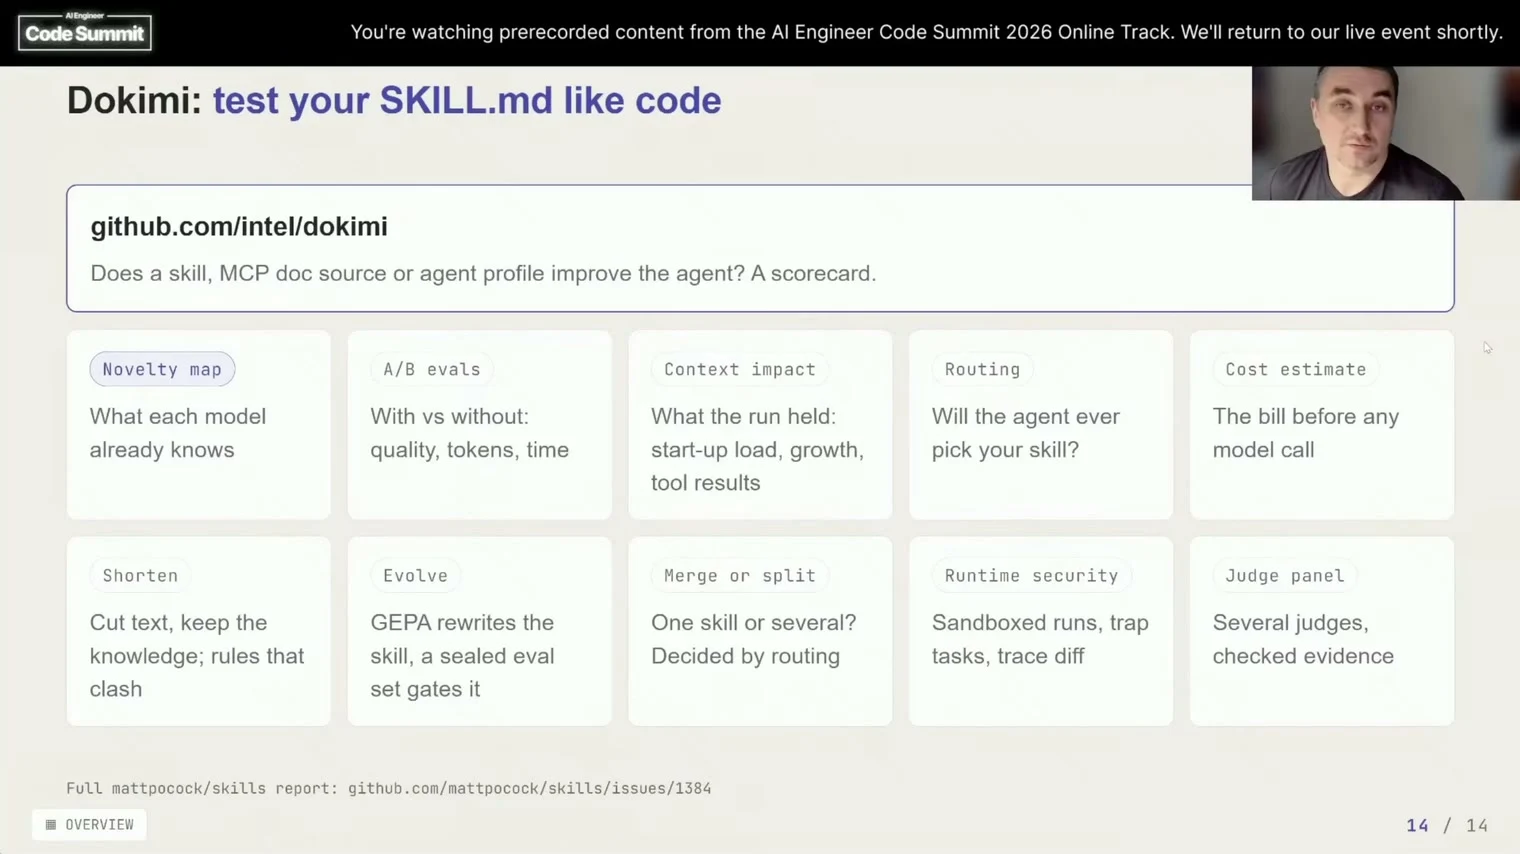 AI Engineer
Code Summit
You're watching prerecorded content from the AI Engineer Code Summit 2026 Online Track. We'll return to our live event shortly.
Dokimi: test your SKILL.md like code
github.com/intel/dokimi
Does a skill, MCP doc source or agent profile improve the agent? A scorecard.
Novelty map
What each model
already knows
A/B evals
With vs without:
quality, tokens, time
Context impact
What the run held:
start-up load, growth,
tool results
Routing
Will the agent ever
pick your skill?
Cost estimate
The bill before any
model call
Shorten
Cut text, keep the
knowledge; rules that
clash
Evolve
GEPA rewrites the
skill, a sealed eval
set gates it
Merge or split
One skill or several?
Decided by routing
Runtime security
Sandboxed runs, trap
tasks, trace diff
Judge panel
Several judges,
checked evidence
Full mattpocock/skills report: github.com/mattpocock/skills/issues/1384
OVERVIEW
14 / 14